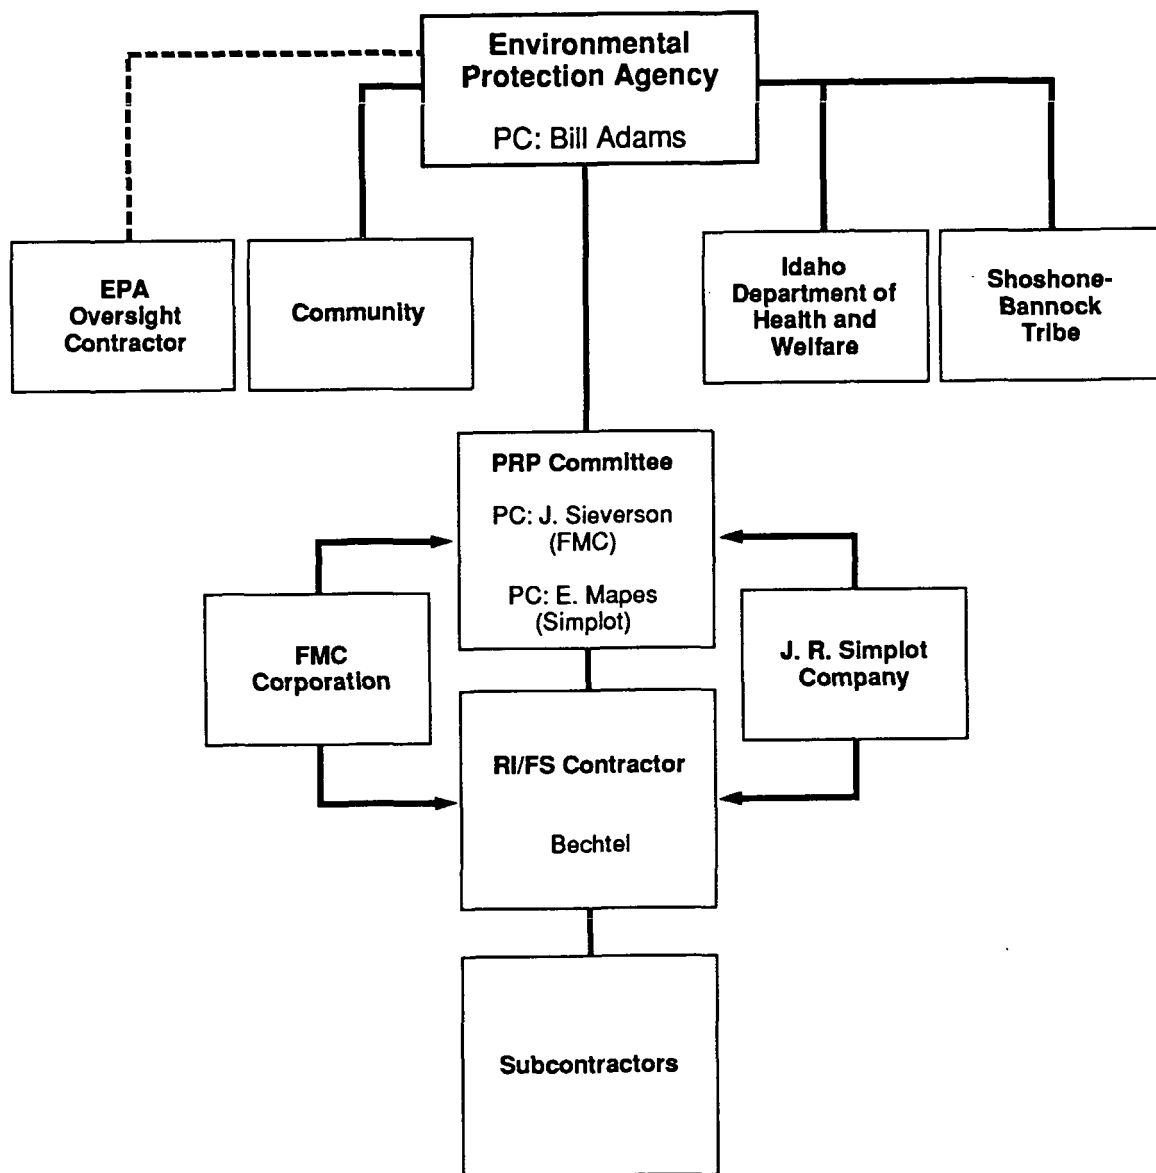 Environmental
Protection Agency
PC: Bill Adams
EPA
Oversight
Contractor
Community
Idaho
Department of
Health and
Welfare
Shoshone-
Bannock
Tribe
PRP Committee
PC: J. Sieverson
(FMC)
PC: E. Mapes
(Simplot)
FMC
Corporation
J. R. Simplot
Company
RI/FS Contractor
Bechtel
Subcontractors